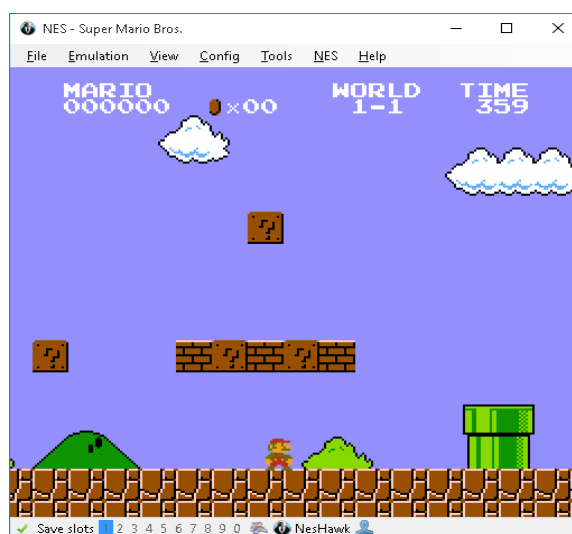 NES - Super Mario Bros.
File Emulation View Config Tools NES Help
MARIO WORLD TIME
000000 ×00 1-1 359
?
? ? ?
Save slots 1 2 3 4 5 6 7 8 9 0 NesHawk